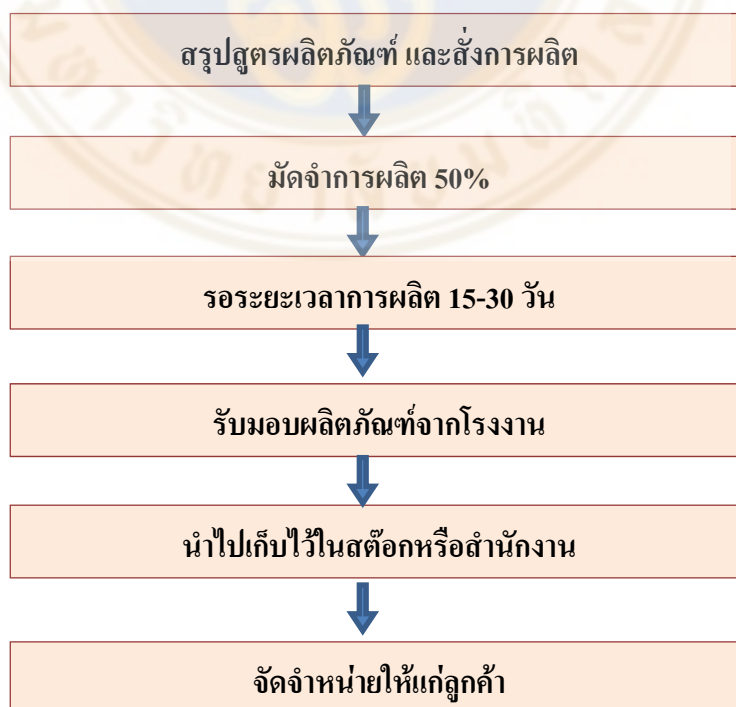 สรุปสูตรผลิตภัณฑ์ และสั่งการผลิต
มัดจำการผลิต 50%
รอระยะเวลาการผลิต 15-30 วัน
รับมอบผลิตภัณฑ์จากโรงงาน
นำไปเก็บไว้ในสต๊อกหรือสำนักงาน
จัดจำหน่ายให้แก่ลูกค้า